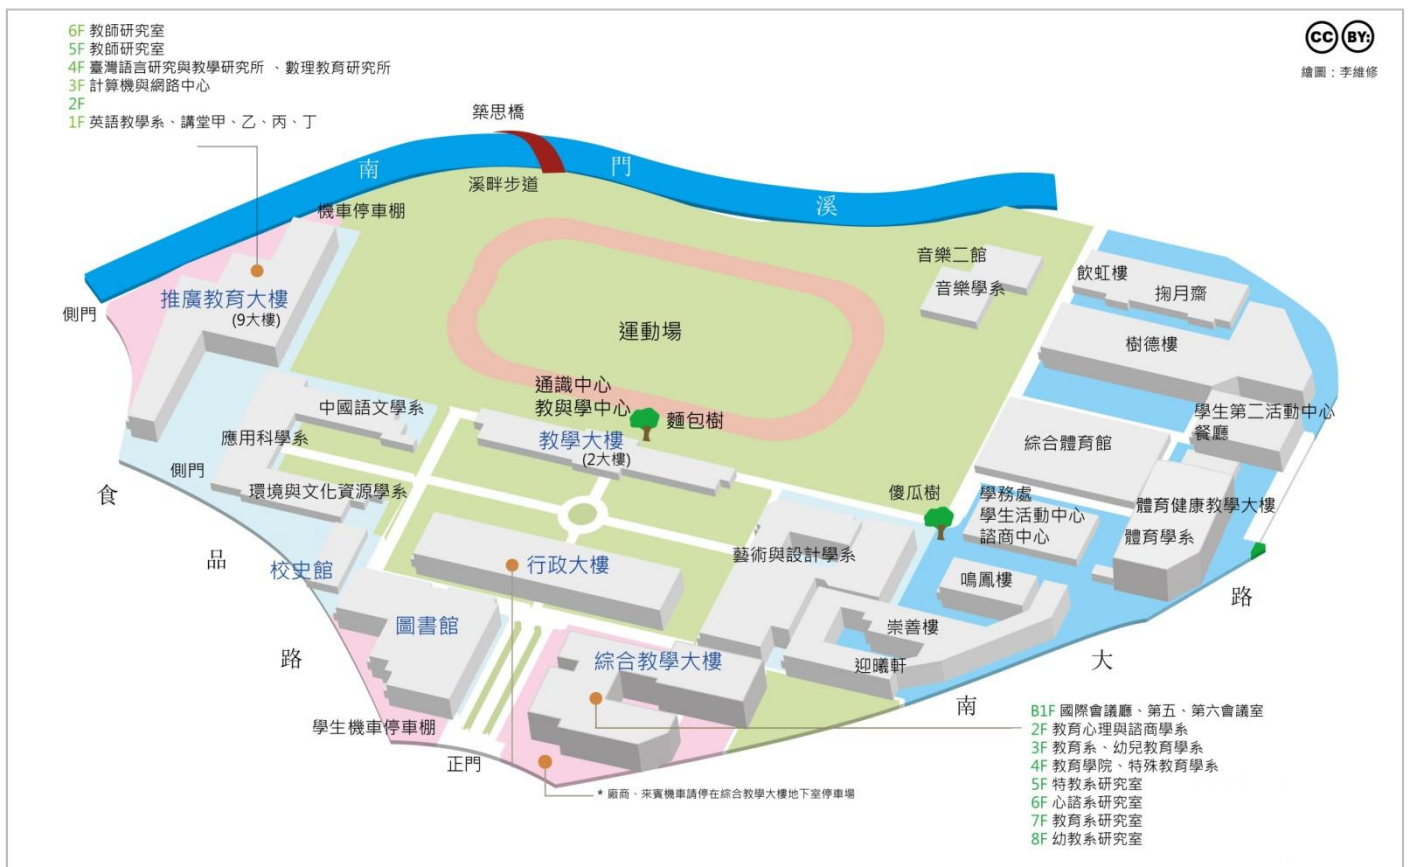 6F 教師研究室
5F 教師研究室
4F 臺灣語言研究與教學研究所 、數理教育研究所
3F 計算機與網路中心
2F
1F 英語教學系、講堂甲、乙、丙、丁
CC BY:
繪圖：李維修
築思橋
南門溪
溪畔步道
機車停車棚
推廣教育大樓
(9大樓)
側門
運動場
音樂二館
音樂學系
飲虹樓
掬月齋
樹德樓
通識中心
教與學中心
麵包樹
教學大樓
(2大樓)
中國語文學系
應用科學系
側門
環境與文化資源學系
學生第二活動中心
餐廳
綜合體育館
傻瓜樹
學務處
學生活動中心
諮商中心
體育健康教學大樓
體育學系
校史館
行政大樓
藝術與設計學系
鳴鳳樓
圖書館
崇善樓
綜合教學大樓
迎曦軒
食品路
南大路
學生機車停車棚
正門
* 廠商、來賓機車請停在綜合教學大樓地下室停車場
B1F 國際會議廳、第五、第六會議室
2F 教育心理與諮商學系
3F 教育系、幼兒教育學系
4F 教育學院、特殊教育學系
5F 特教系研究室
6F 心諮系研究室
7F 教育系研究室
8F 幼教系研究室